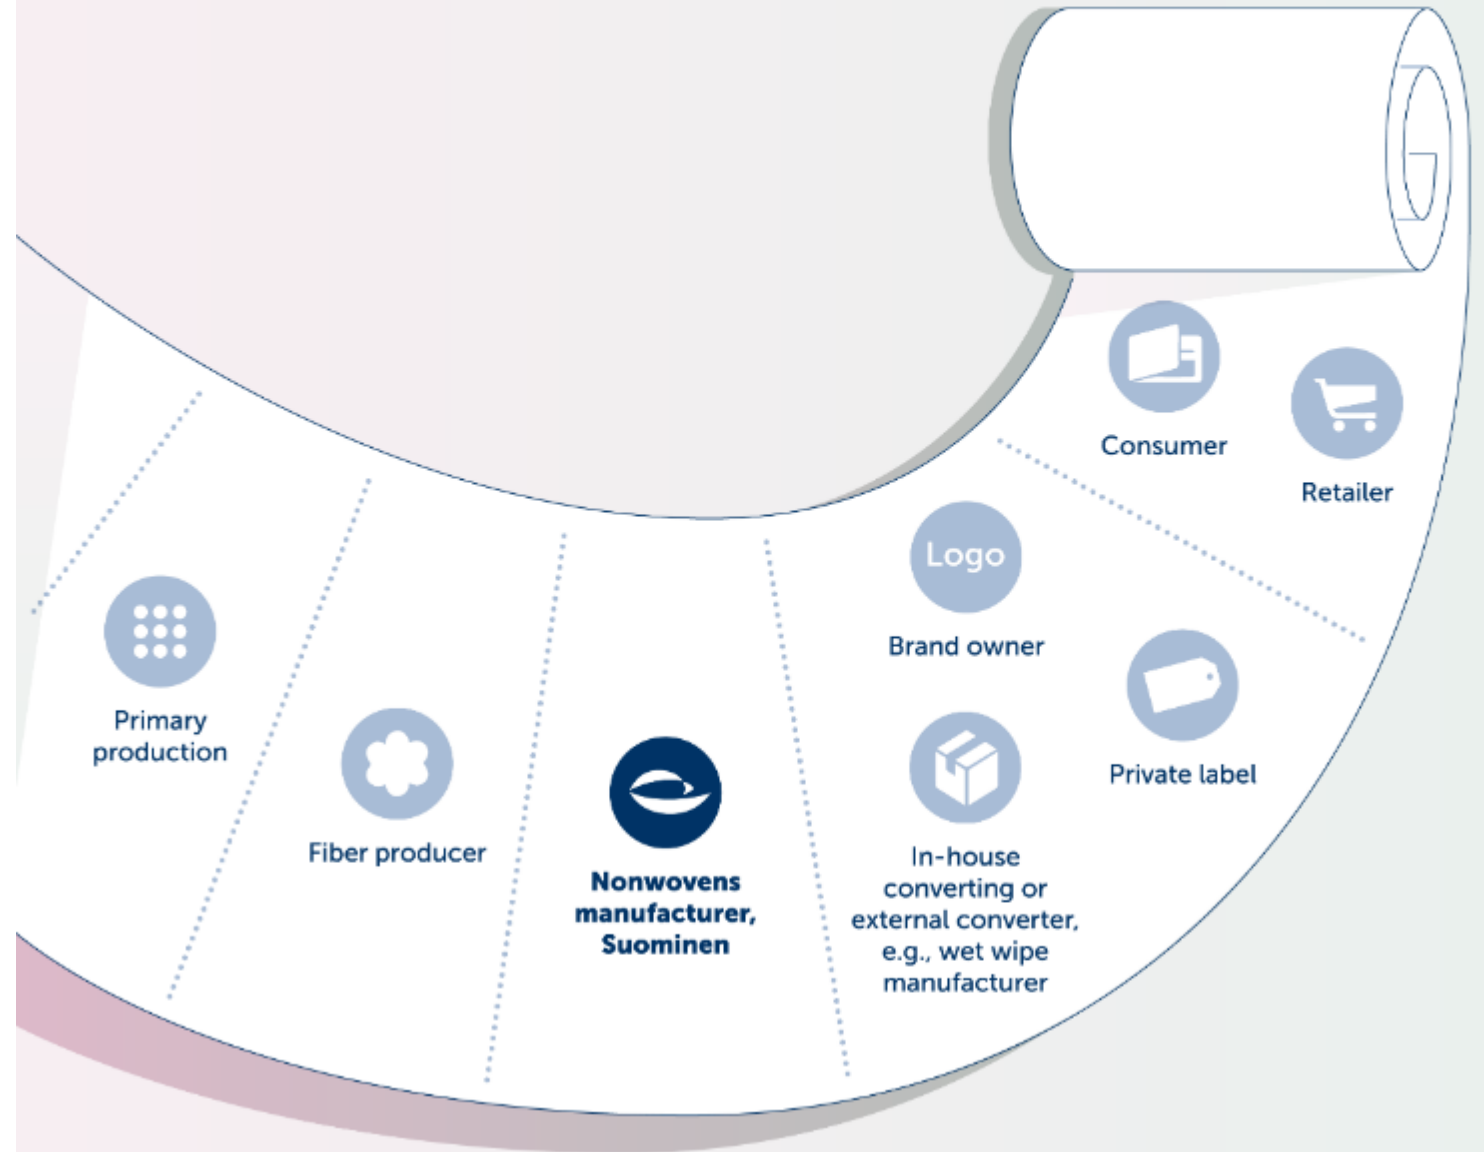 Primary
production
Fiber producer
Nonwovens
manufacturer,
Suominen
Logo
Brand owner
In-house
converting or
external converter,
e.g., wet wipe
manufacturer
Private label
Consumer
Retailer